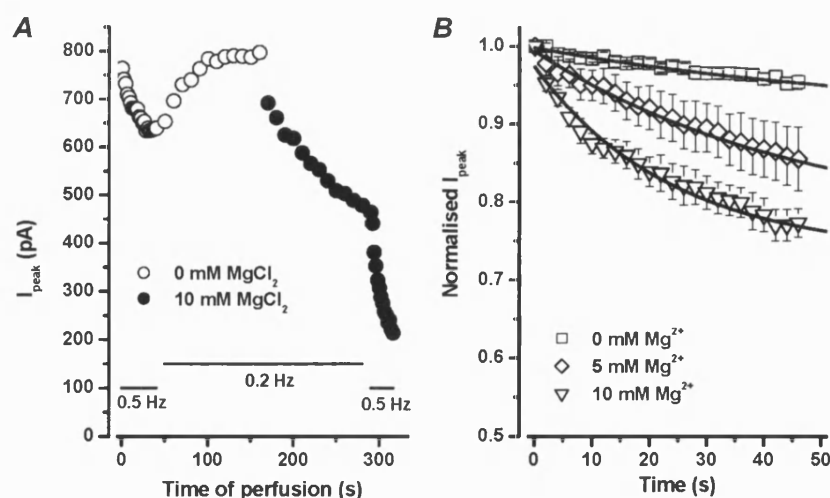 A
800
700
600
500
400
300
200
100
0
I peak (pA)
0 mM MgCl2
10 mM MgCl2
0.5 Hz
0.2 Hz
0.5 Hz
0
100
200
300
Time of perfusion (s)
B
1.0
0.9
0.8
0.7
0.6
0.5
Normalised I peak
0 mM Mg2+
5 mM Mg2+
10 mM Mg2+
0
10
20
30
40
50
Time (s)